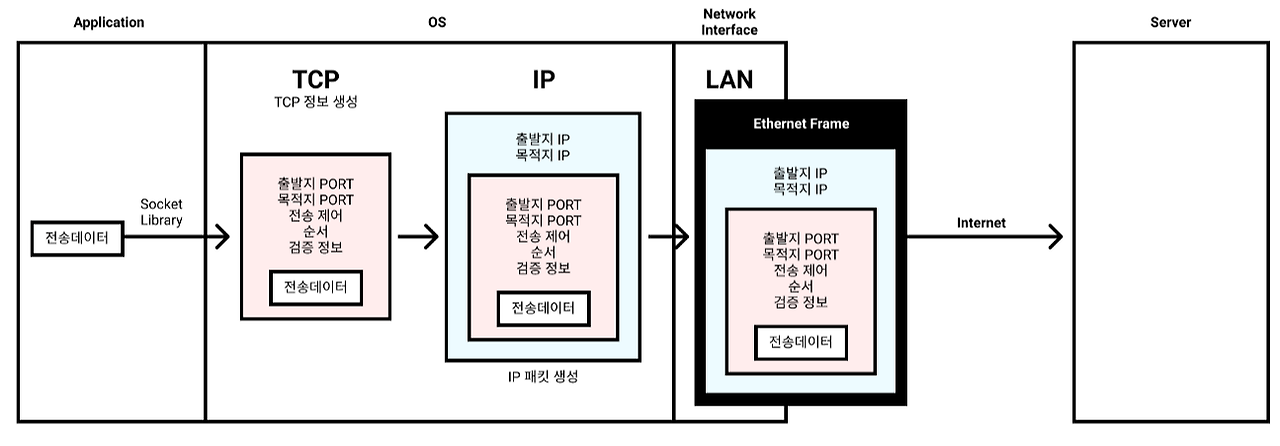 Application
OS
Network
Interface
Server
TCP
TCP 정보 생성
IP
LAN
Socket
Library
전송데이터
출발지 PORT
목적지 PORT
전송 제어
순서
검증 정보
전송데이터
출발지 IP
목적지 IP
출발지 PORT
목적지 PORT
전송 제어
순서
검증 정보
전송데이터
IP 패킷 생성
Ethernet Frame
출발지 IP
목적지 IP
출발지 PORT
목적지 PORT
전송 제어
순서
검증 정보
전송데이터
Internet